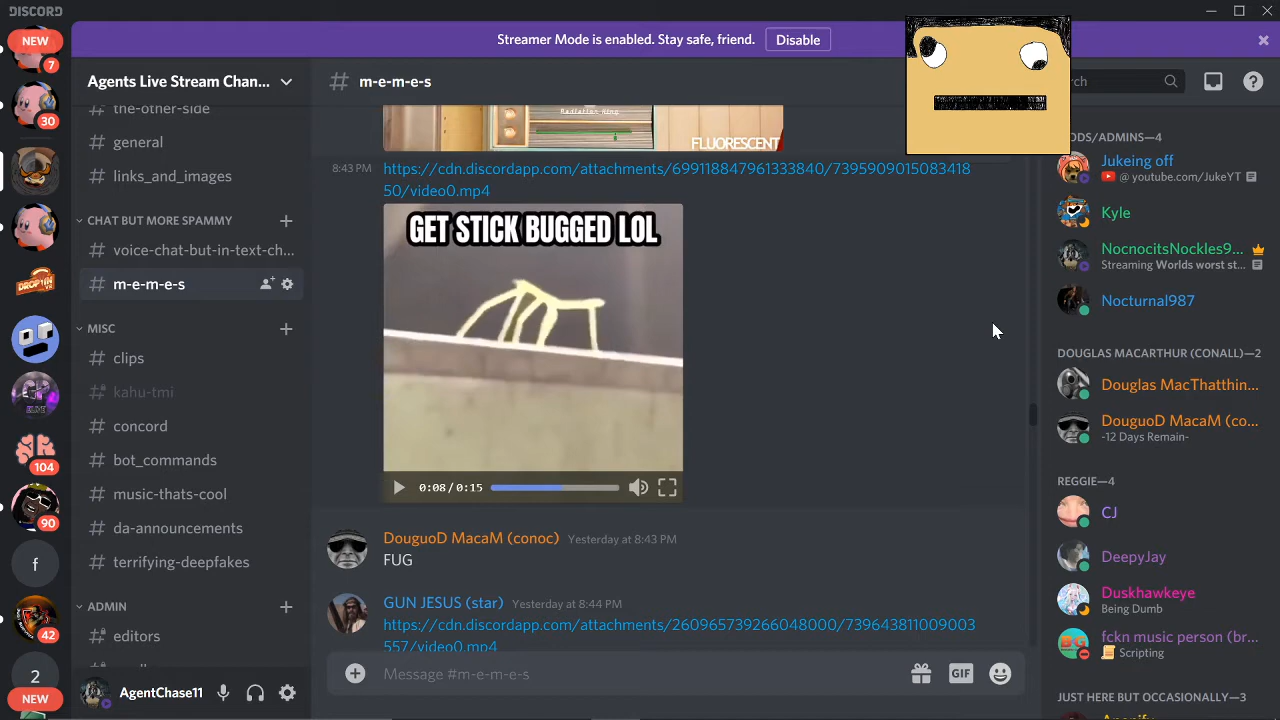 DISCORD
NEW
Streamer Mode is enabled. Stay safe, friend.
Disable
7
30
104
90
f
42
2
NEW
Agents Live Stream Chan...
the-other-side
general
links_and_images
CHAT BUT MORE SPAMMY
voice-chat-but-in-text-ch...
m-e-m-e-s
MISC
clips
kahu-tmi
concord
bot_commands
music-thats-cool
da-announcements
terrifying-deepfakes
ADMIN
editors
AgentChase11
# m-e-m-e-s
Radiation King
FLUORESCENT
8:43 PM
https://cdn.discordapp.com/attachments/699118847961333840/7395909015083418
50/video0.mp4
GET STICK BUGGED LOL
0:08/0:15
DouguoD MacaM (conoc) Yesterday at 8:43 PM
FUG
GUN JESUS (star) Yesterday at 8:44 PM
https://cdn.discordapp.com/attachments/260965739266048000/739643811009003
557/video0.mp4
Message #m-e-m-e-s
GIF
rch
ODS/ADMINS—4
Jukeing off
@ youtube.com/JukeYT
Kyle
NocnocitsNockles9...
Streaming Worlds worst st...
Nocturnal987
DOUGLAS MACARTHUR (CONALL)—2
Douglas MacThatthin...
DouguoD MacaM (co...
-12 Days Remain-
REGGIE—4
CJ
DeepyJay
Duskhawkeye
Being Dumb
fckn music person (br...
Scripting
JUST HERE BUT OCCASIONALLY—3